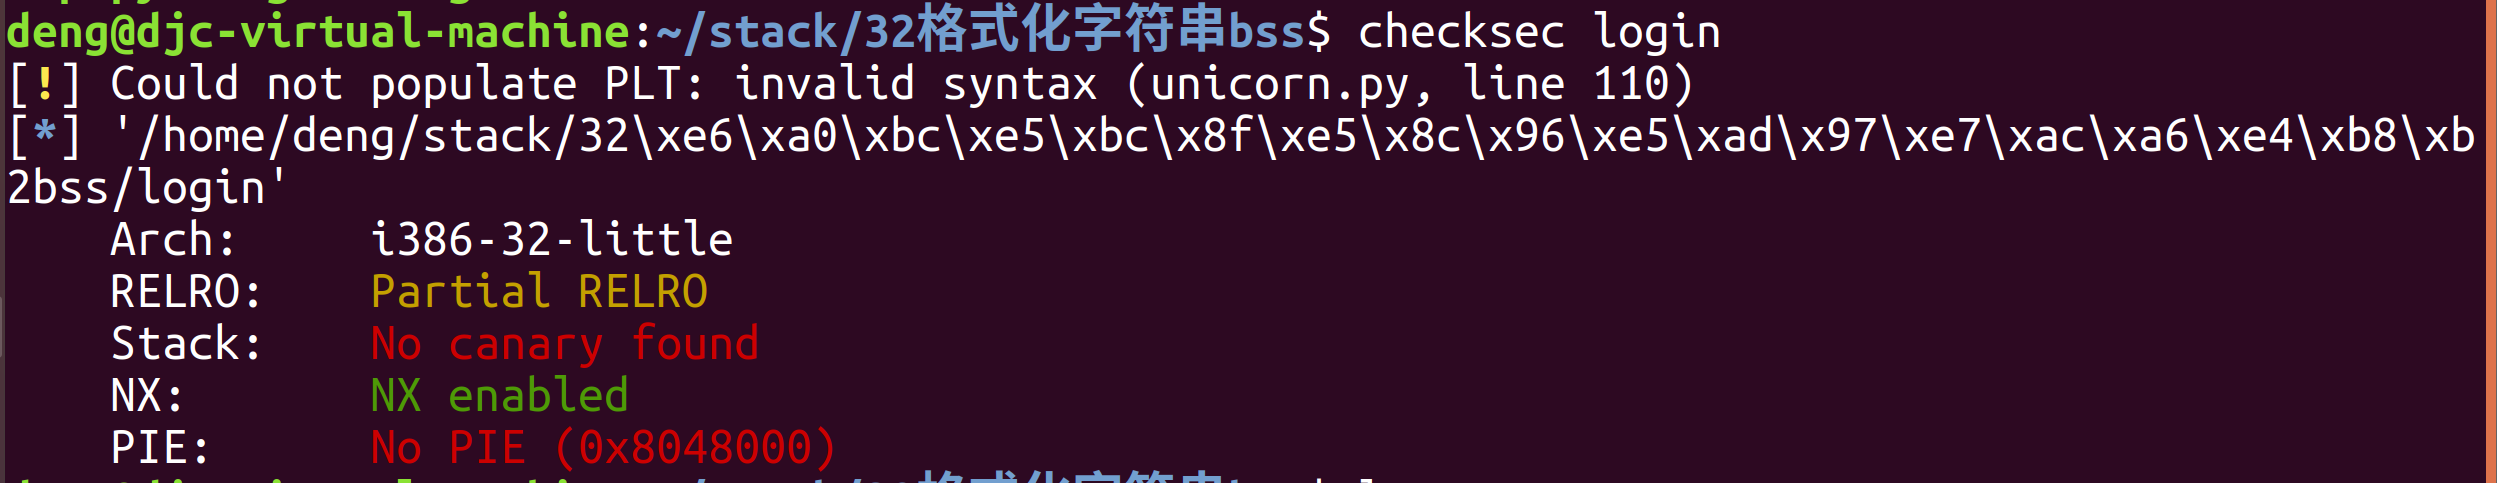 deng@djc-virtual-machine:~/stack/32格式化字符串bss$ checksec login
[!] Could not populate PLT: invalid syntax (unicorn.py, line 110)
[*] '/home/deng/stack/32\xe6\xa0\xbc\xe5\xbc\x8f\xe5\x8c\x96\xe5\xad\x97\xe7\xac\xa6\xe4\xb8\xb
2bss/login'
Arch: i386-32-little
RELRO: Partial RELRO
Stack: No canary found
NX: NX enabled
PIE: No PIE (0x8048000)